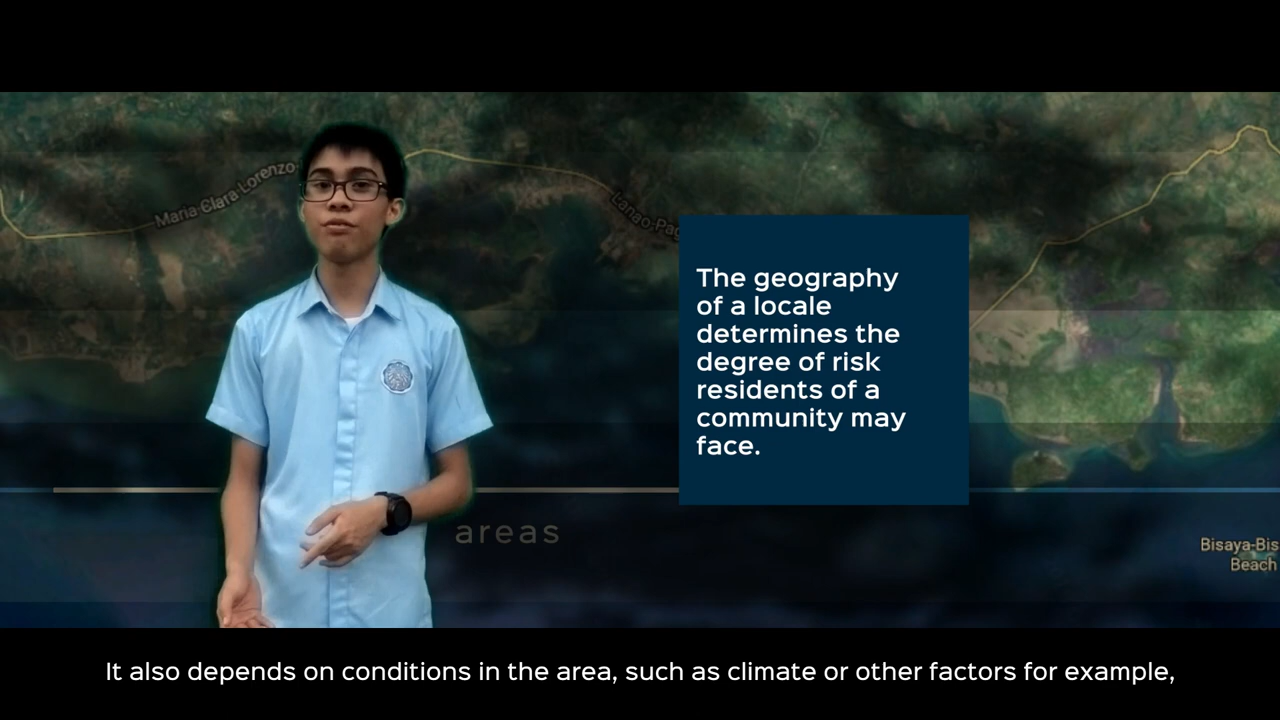 Maria Clara Lorenzo
Lanao-Pag
The geography
of a locale
determines the
degree of risk
residents of a
community may
face.
areas
Bisaya-Bis
Beach
It also depends on conditions in the area, such as climate or other factors for example,